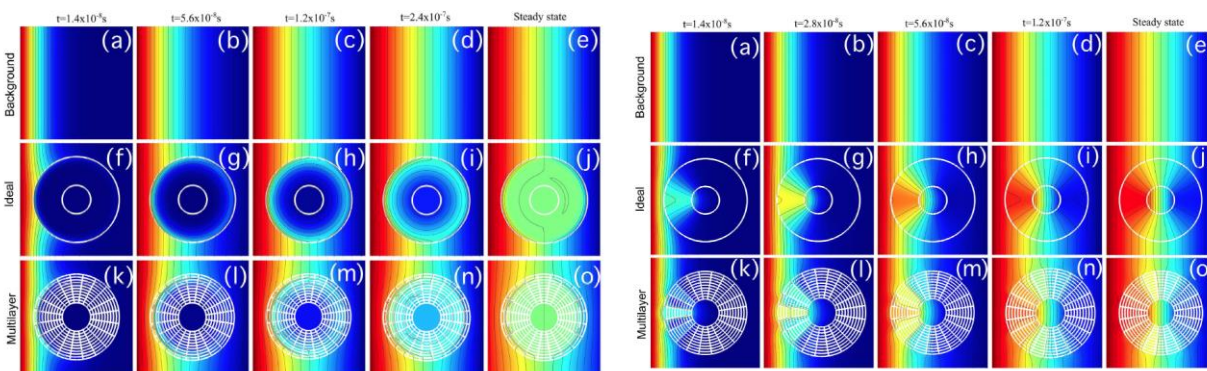 t=1.4x10⁻⁸s t=5.6x10⁻⁸s t=1.2x10⁻⁷s t=2.4x10⁻⁷s Steady state
Background (a) (b) (c) (d) (e)
Ideal (f) (g) (h) (i) (j)
Multilayer (k) (l) (m) (n) (o)
t=1.4x10⁻⁸s t=2.8x10⁻⁸s t=5.6x10⁻⁸s t=1.2x10⁻⁷s Steady state
Background (a) (b) (c) (d) (e)
Ideal (f) (g) (h) (i) (j)
Multilayer (k) (l) (m) (n) (o)